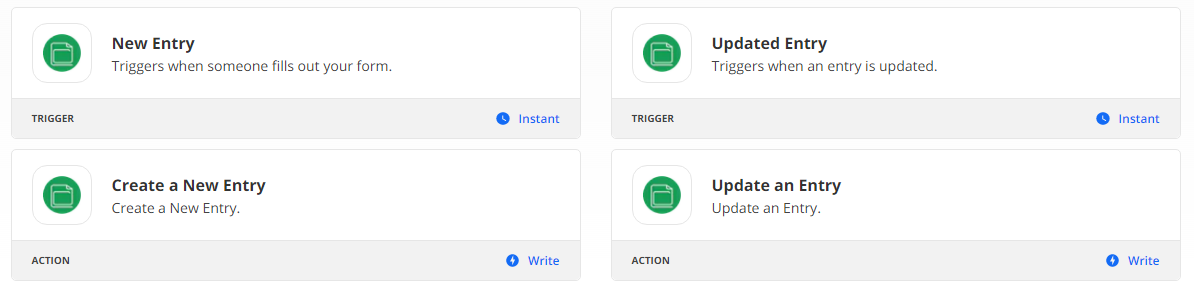 New Entry
Triggers when someone fills out your form.
TRIGGER
Instant
Updated Entry
Triggers when an entry is updated.
TRIGGER
Instant
Create a New Entry
Create a New Entry.
ACTION
Write
Update an Entry
Update an Entry.
ACTION
Write